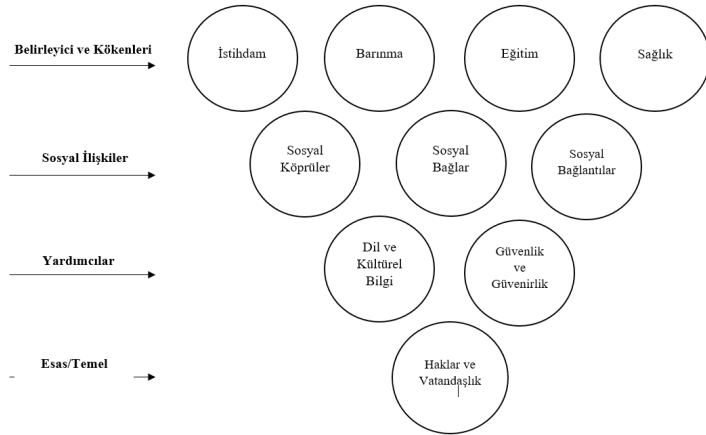 Belirleyici ve Kökenleri
İstihdam
Barınma
Eğitim
Sağlık
Sosyal İlişkiler
Sosyal
Köprüler
Sosyal
Bağlar
Sosyal
Bağlantılar
Yardımcılar
Dil ve
Kültürel
Bilgi
Güvenlik
ve
Güvenirlik
Esas/Temel
Haklar ve
Vatandaşlık